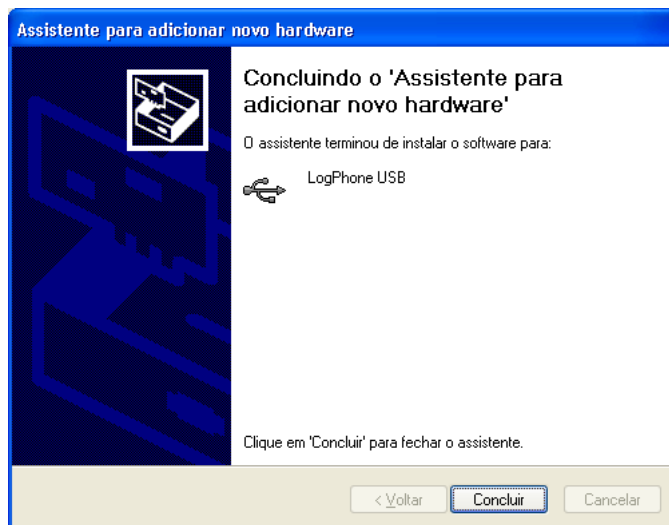 Assistente para adicionar novo hardware
Concluindo o 'Assistente para
adicionar novo hardware'
O assistente terminou de instalar o software para:
LogPhone USB
Clique em 'Concluir' para fechar o assistente.
< Voltar
Concluir
Cancelar